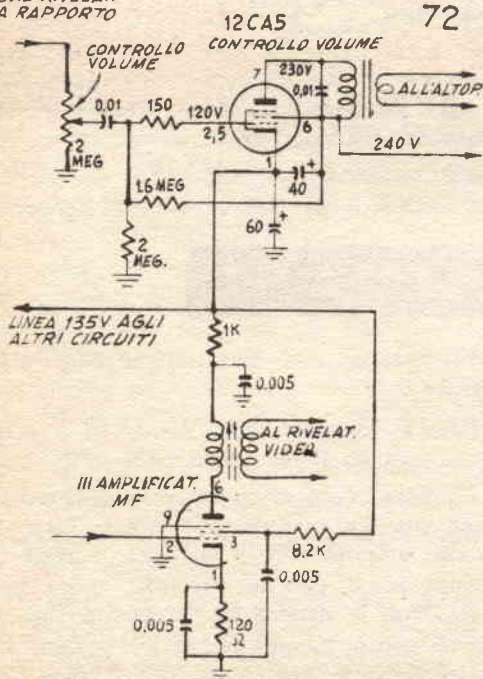 A RAPPORTO
12CA5
72
CONTROLLO VOLUME
CONTROLLO
VOLUME
7
230V
0,01
ALL'ALTOP.
0,01
150
120V
2,5
6
240 V
1
2
MEG
40
1.6 MEG
60
2
MEG.
LINEA 135V AGLI
ALTRI CIRCUITI
1K
0.005
AL RIVELAT.
VIDEO
III AMPLIFICAT.
MF
6
9
2
3
8.2K
1
0.005
0.005
120
Ω